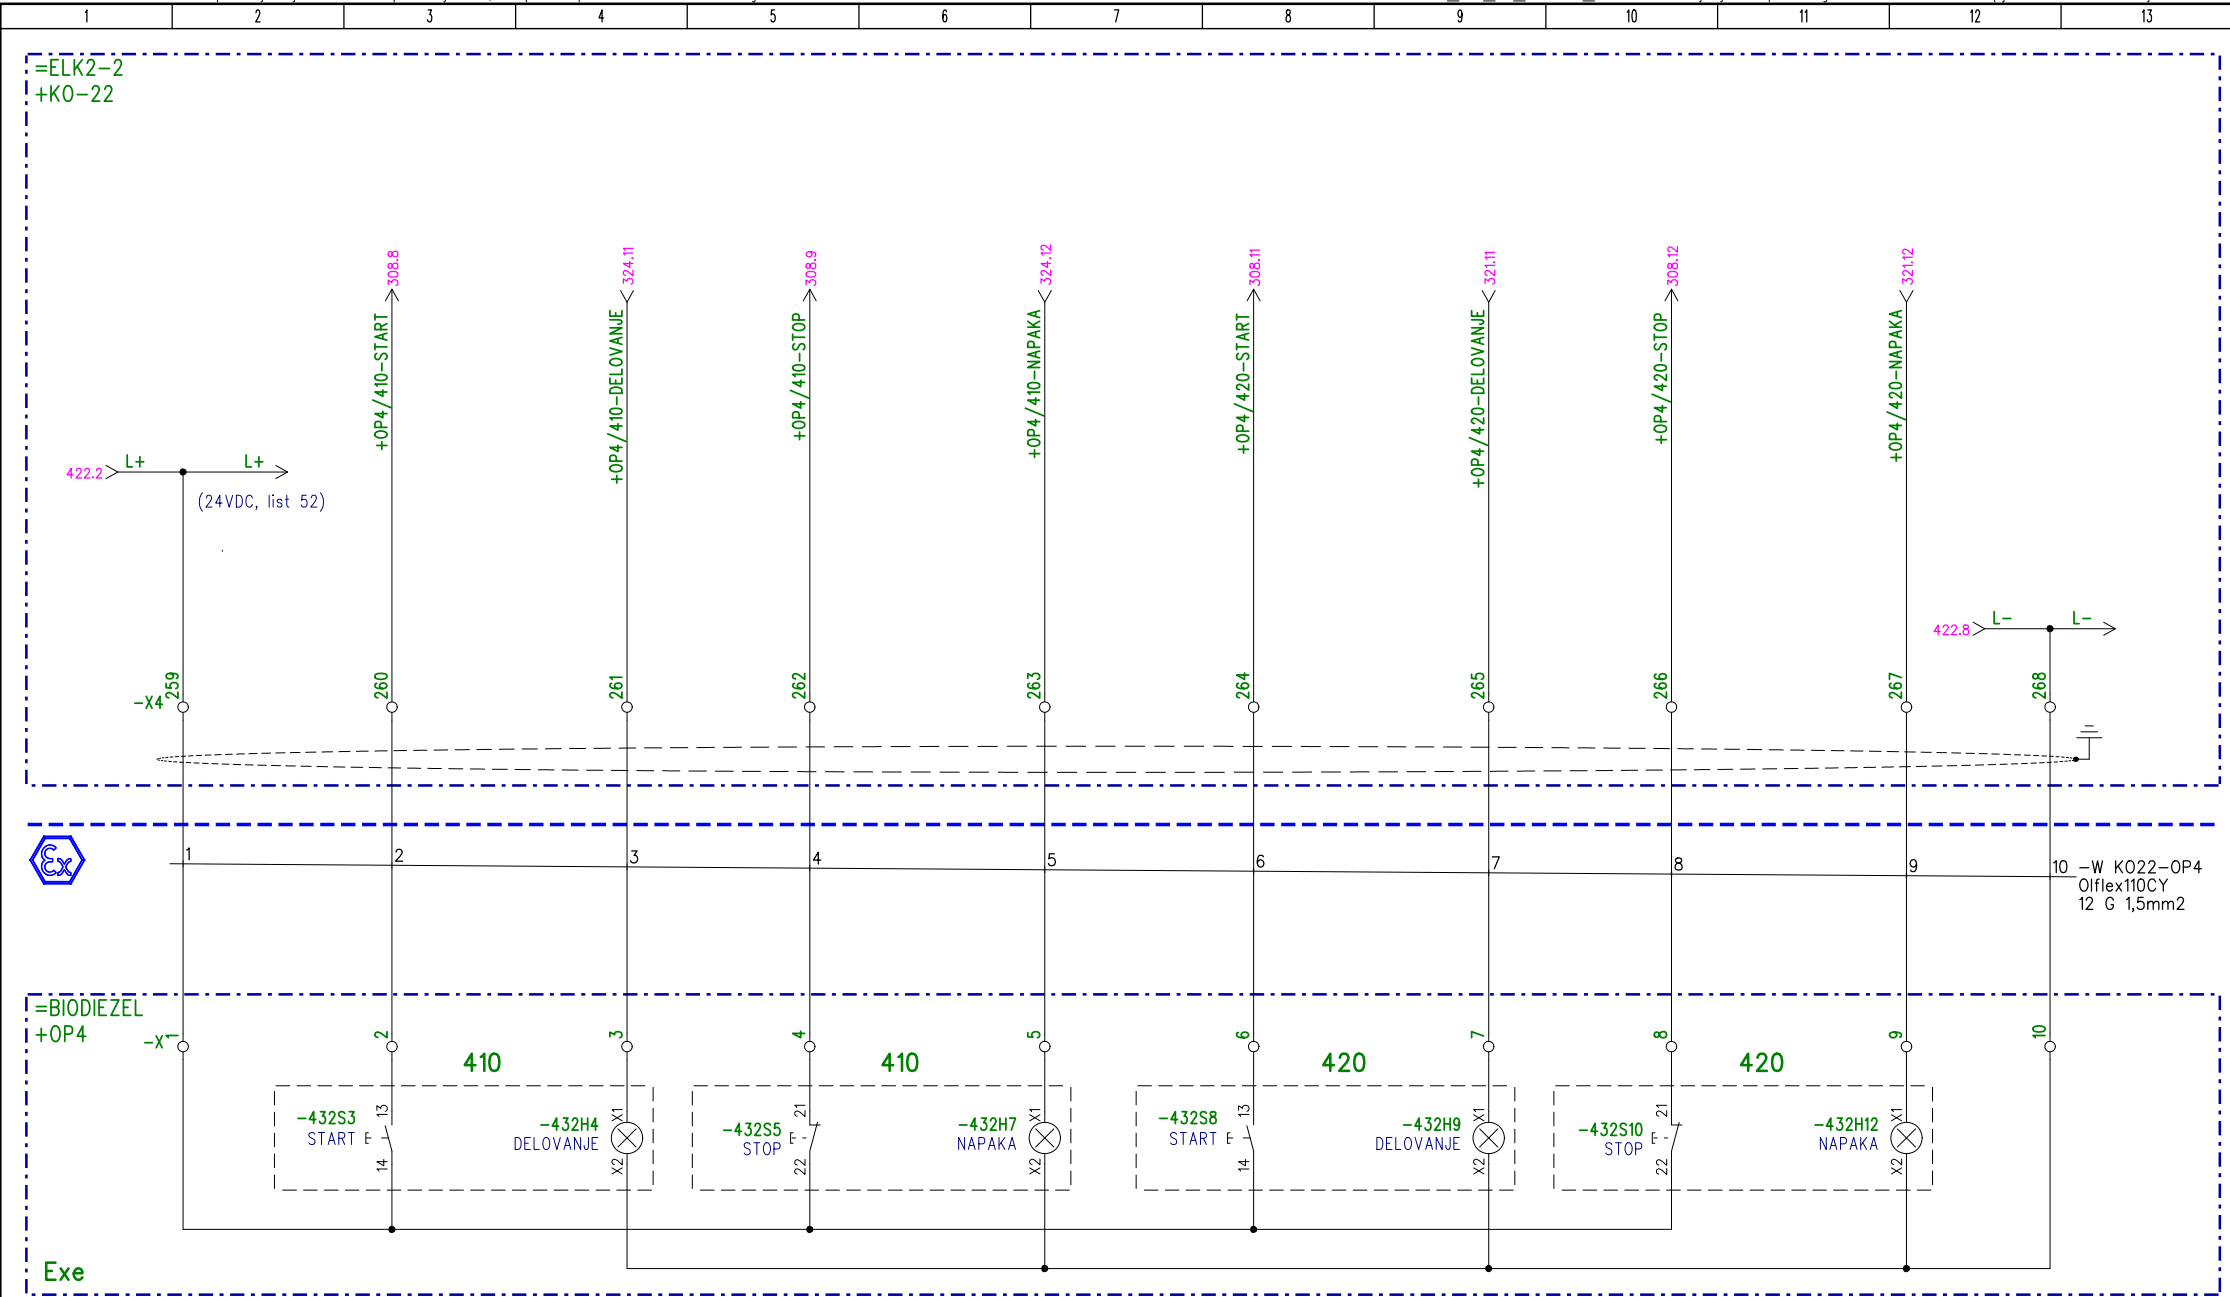 1 2 3 4 5 6 7 8 9 10 11 12 13
=ELK2-2
+KO-22
308.8
324.11
308.9
324.12
308.11
321.11
308.12
321.12
+OP4/410-START
+OP4/410-DELOVANJE
+OP4/410-STOP
+OP4/410-NAPAKA
+OP4/420-START
+OP4/420-DELOVANJE
+OP4/420-STOP
+OP4/420-NAPAKA
422.2 L+ L+
(24VDC, list 52)
422.8 L- L-
-X4 259 260 261 262 263 264 265 266 267 268
Ex
1 2 3 4 5 6 7 8 9 10 -W KO22-OP4
Olflex110CY
12 G 1,5mm2
=BIODIEZEL
+OP4
-X1 1 2 3 4 5 6 7 8 9 10
410 410 420 420
-432S3
START
13
14
-432H4
DELOVANJE
X1
X2
-432S5
STOP
21
22
-432H7
NAPAKA
X1
X2
-432S8
START
13
14
-432H9
DELOVANJE
X1
X2
-432S10
STOP
21
22
-432H12
NAPAKA
X1
X2
Exe